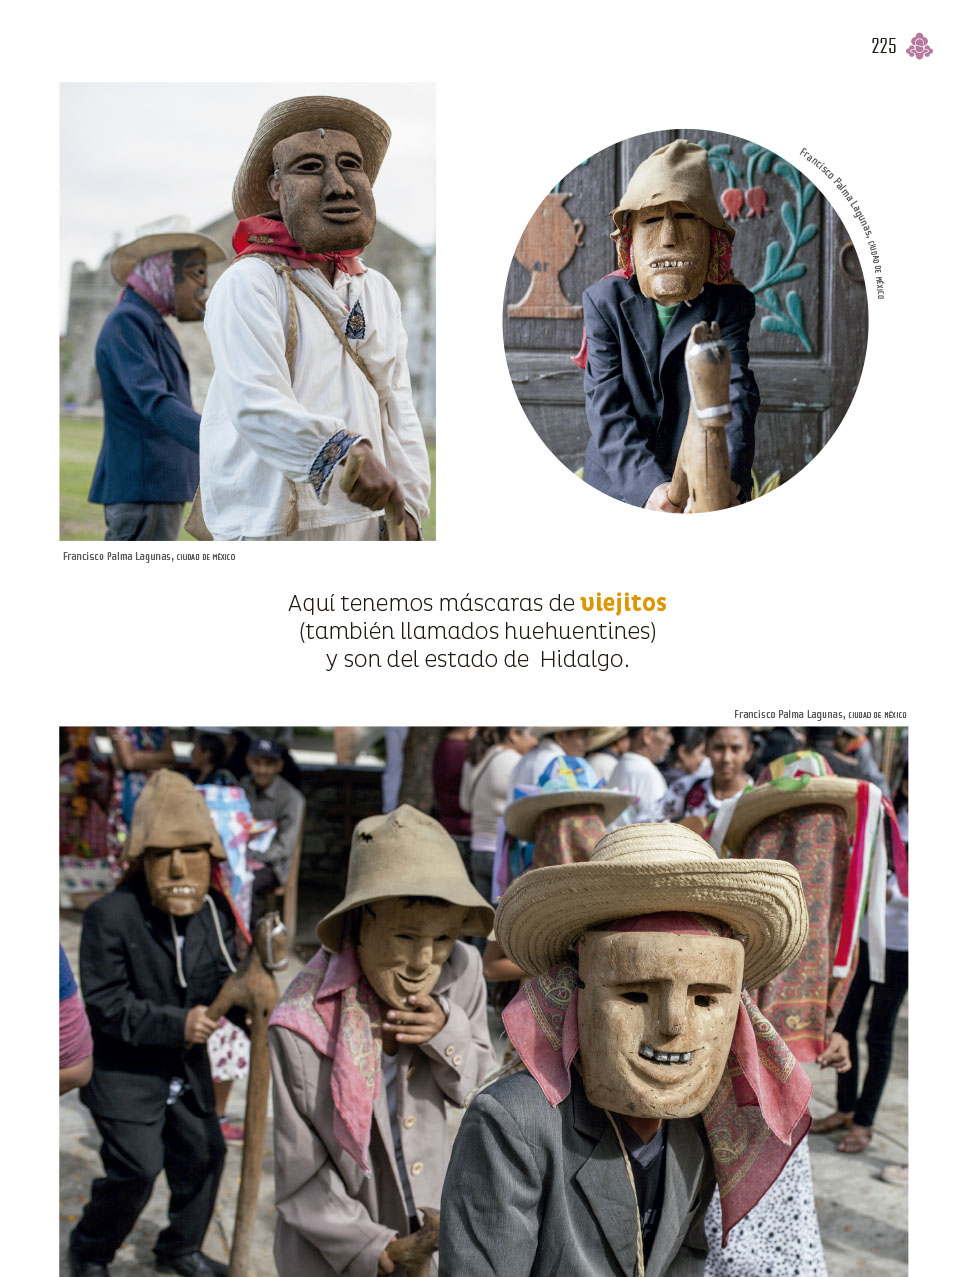 225
Francisco Palma Lagunas, CIUDAD DE MÉXICO
Francisco Palma Lagunas, CIUDAD DE MÉXICO
Aquí tenemos máscaras de viejitos
(también llamados huehuentines)
y son del estado de Hidalgo.
Francisco Palma Lagunas, CIUDAD DE MÉXICO